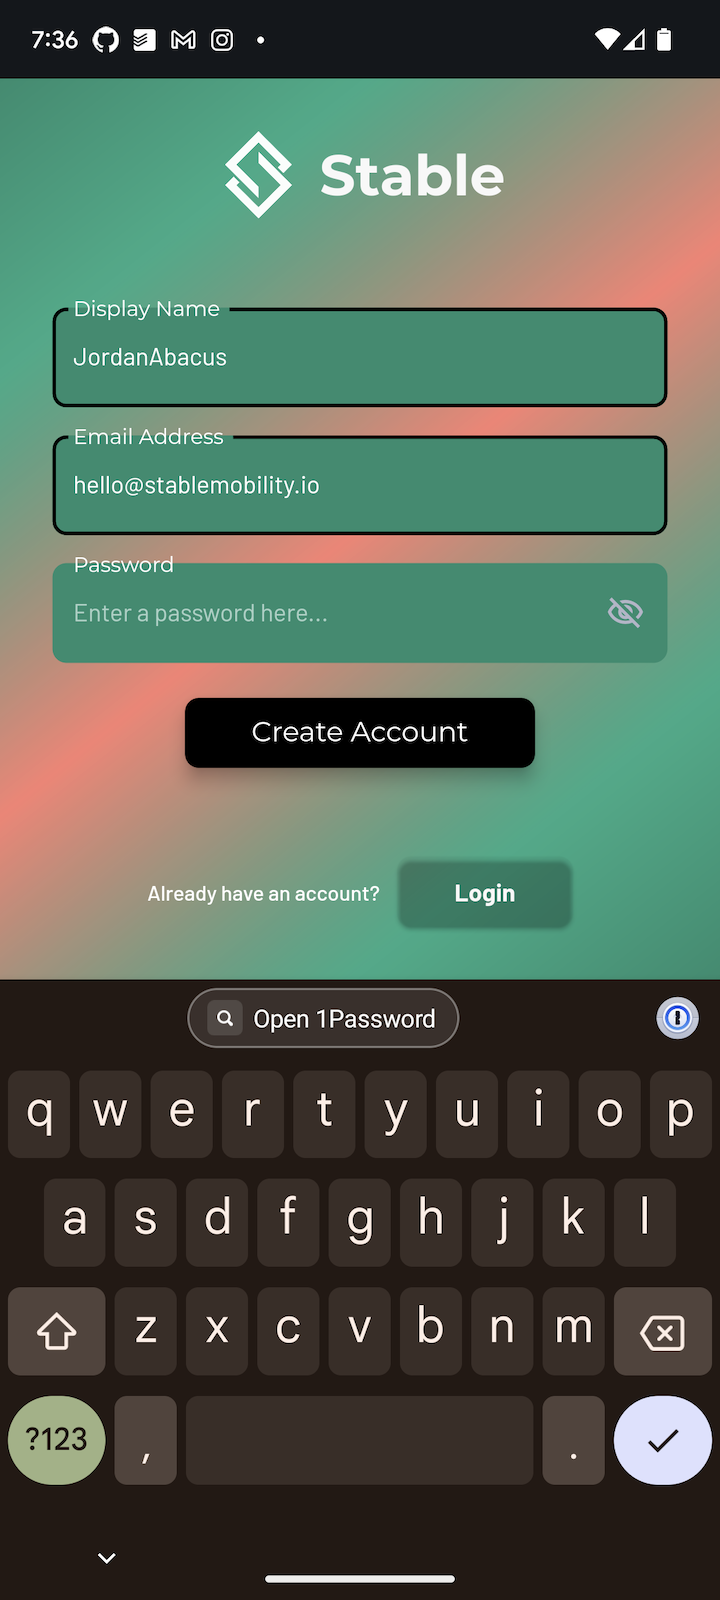 7:36
Stable
Display Name
JordanAbacus
Email Address
hello@stablemobility.io
Password
Enter a password here...
Create Account
Already have an account? Login
Open 1Password
q w e r t y u i o p
a s d f g h j k l
z x c v b n m
?123 , .